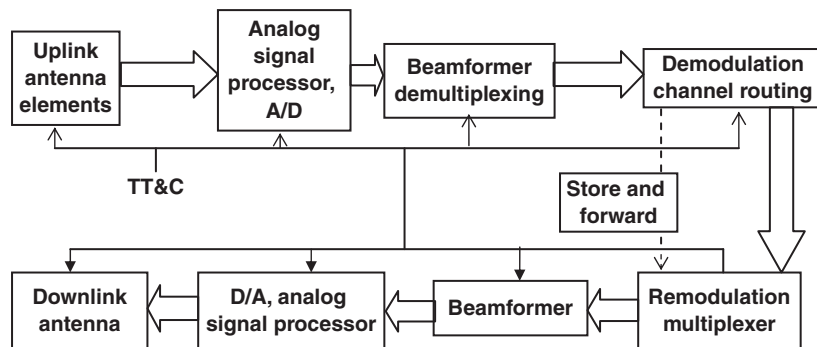 Uplink
antenna
elements
Analog
signal
processor,
A/D
Beamformer
demultiplexing
Demodulation
channel routing
TT&C
Store and
forward
Downlink
antenna
D/A, analog
signal processor
Beamformer
Remodulation
multiplexer